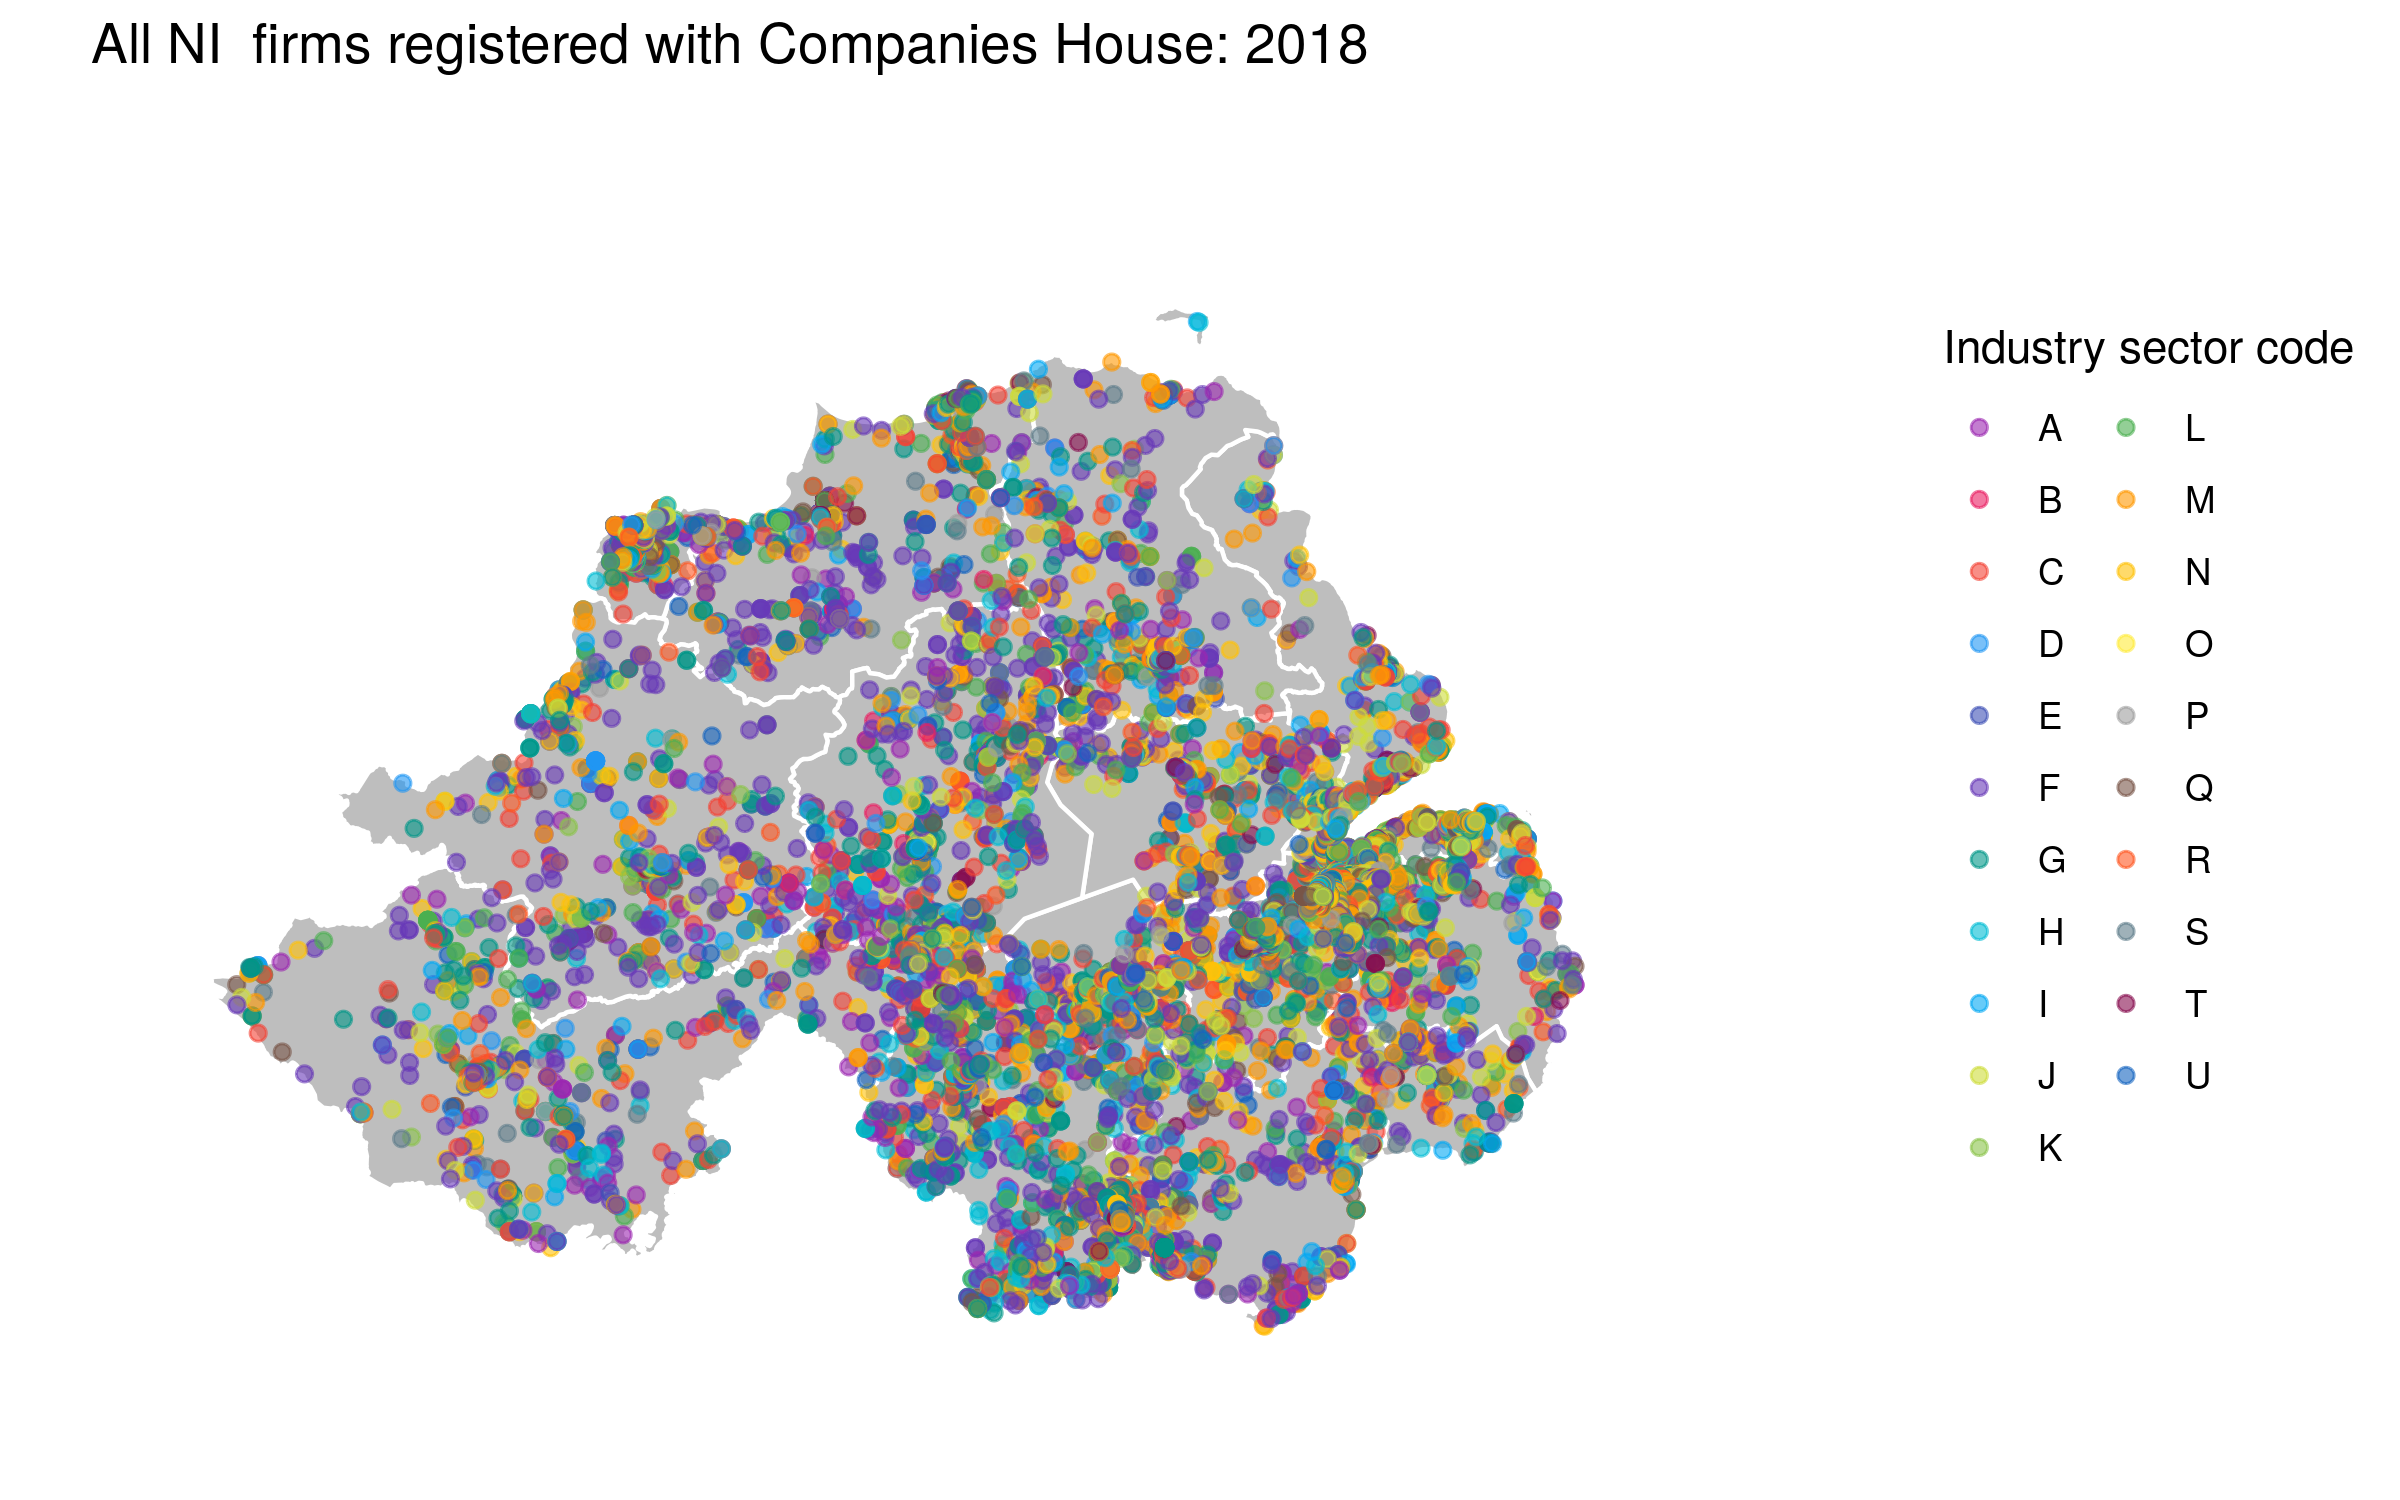 All NI  firms registered with Companies House: 2018
Industry sector code
A L
B M
C N
D O
E P
F Q
G R
H S
I T
J U
K